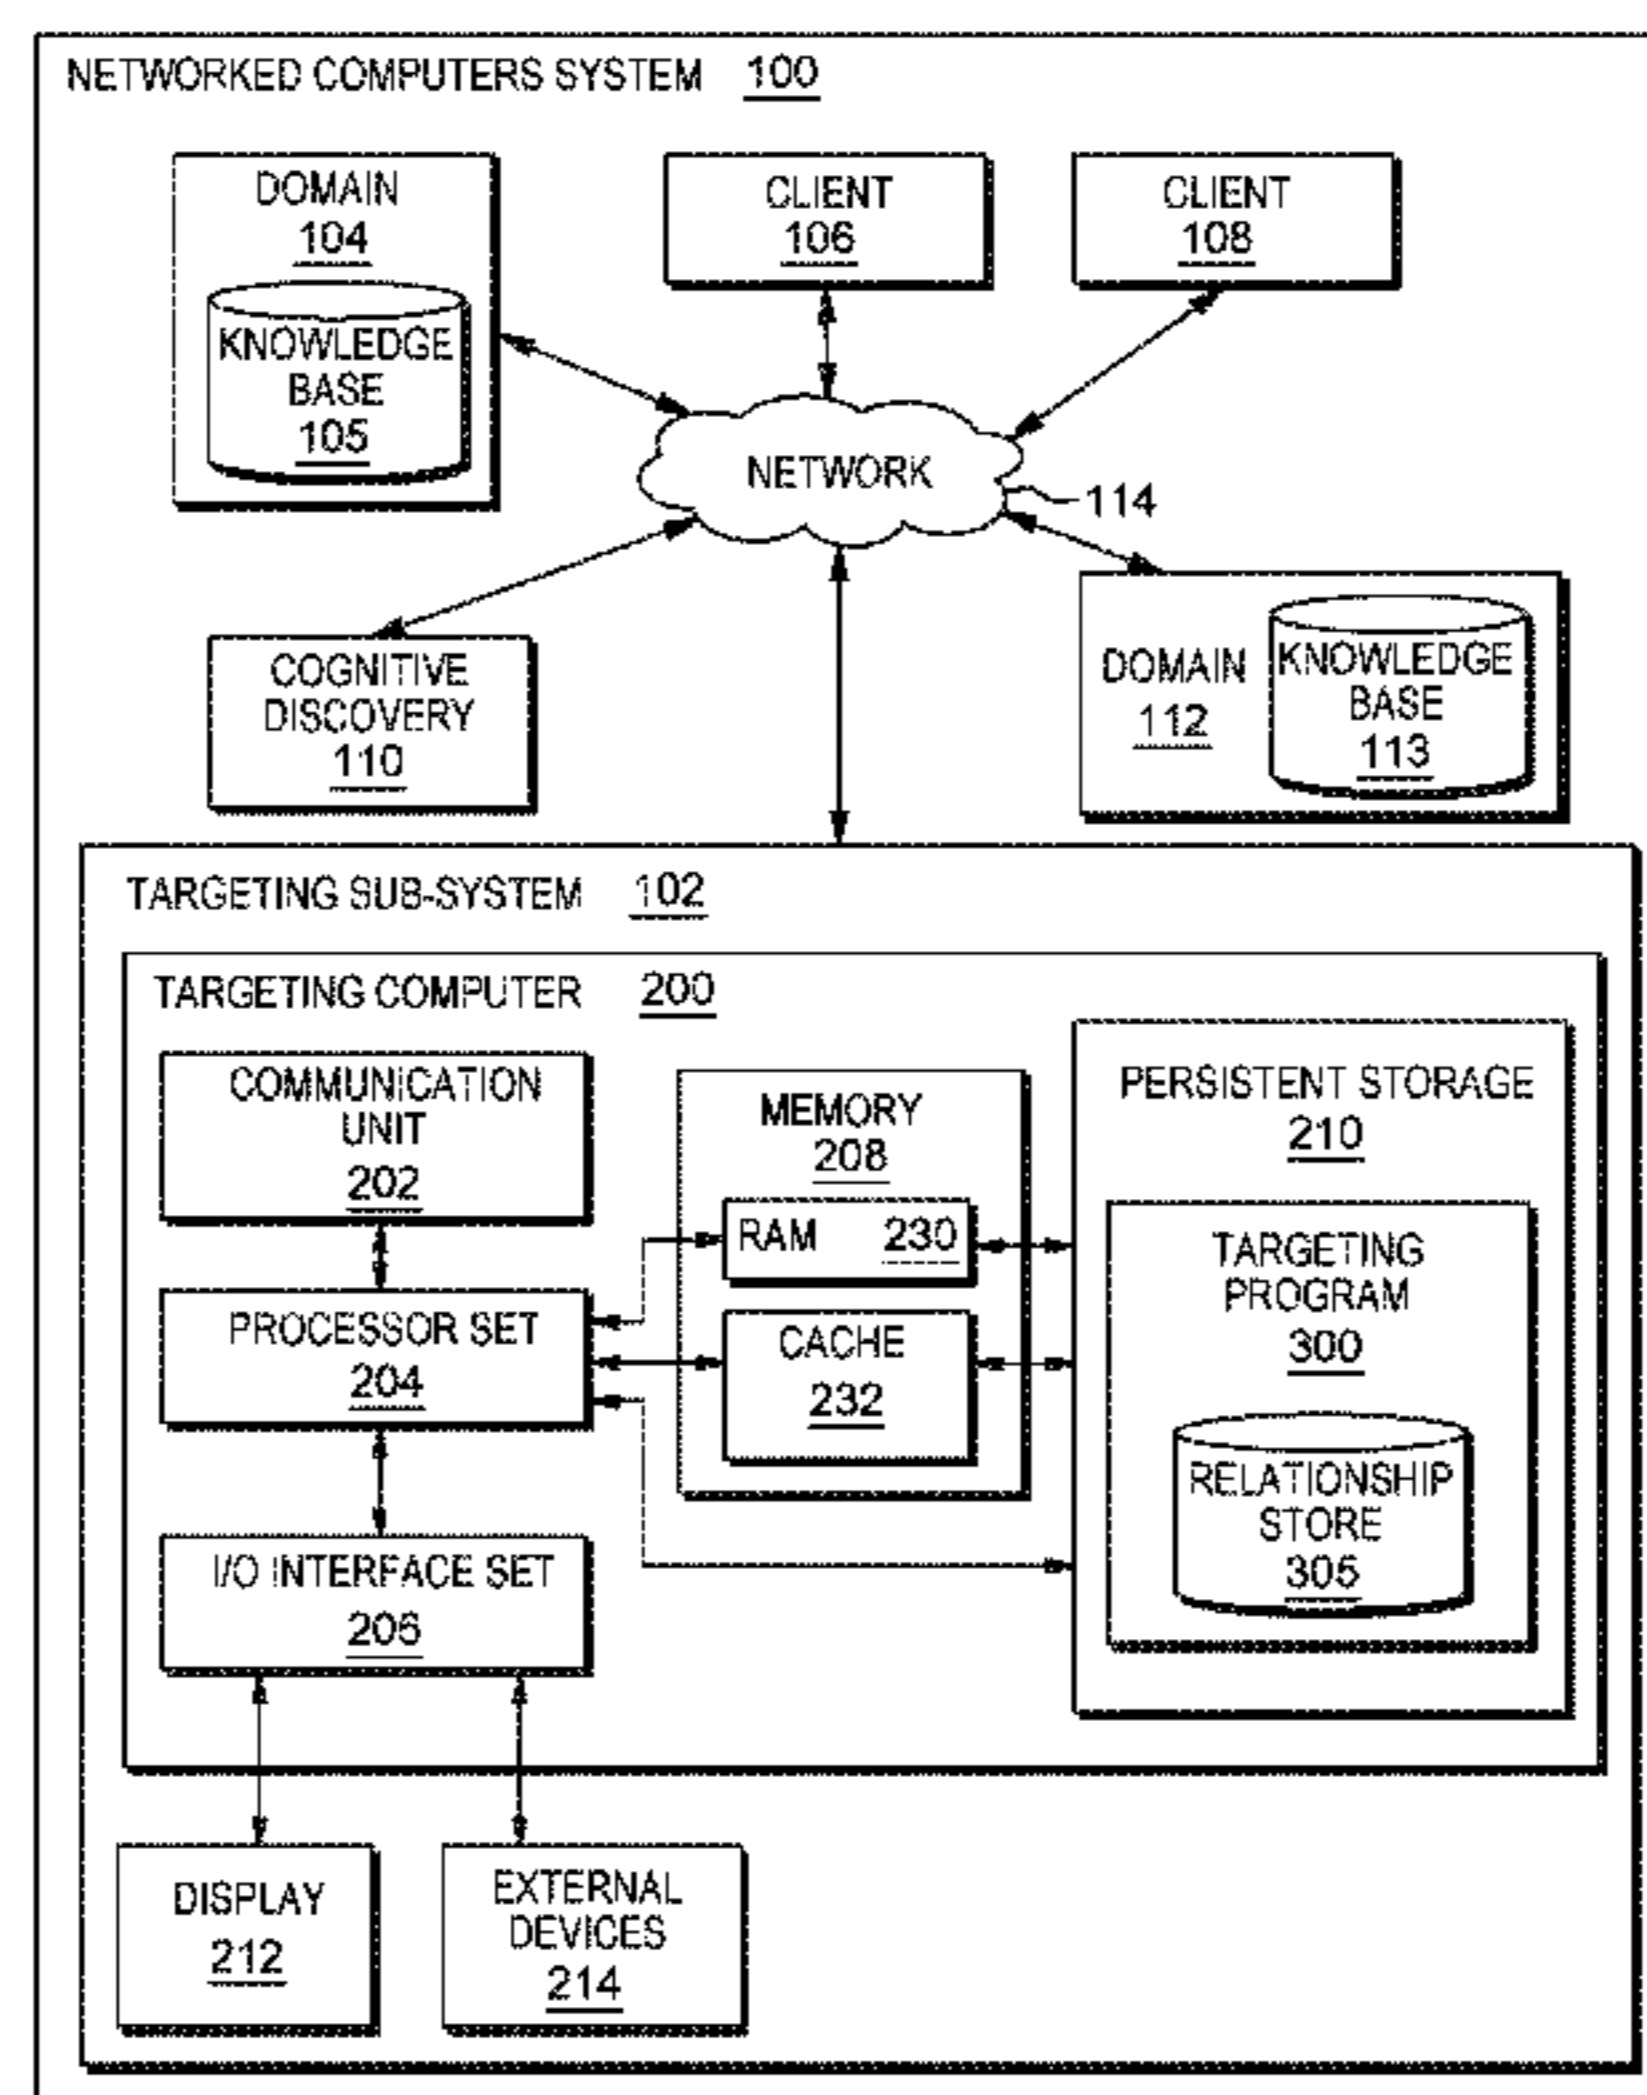 NETWORKED COMPUTERS SYSTEM 100
DOMAIN
104
KNOWLEDGE
BASE
105
CLIENT
106
CLIENT
108
NETWORK
114
COGNITIVE
DISCOVERY
110
DOMAIN
112
KNOWLEDGE
BASE
113
TARGETING SUB-SYSTEM 102
TARGETING COMPUTER 200
COMMUNICATION
UNIT
202
PROCESSOR SET
204
I/O INTERFACE SET
206
MEMORY
208
RAM 230
CACHE
232
PERSISTENT STORAGE
210
TARGETING
PROGRAM
300
RELATIONSHIP
STORE
305
DISPLAY
212
EXTERNAL
DEVICES
214